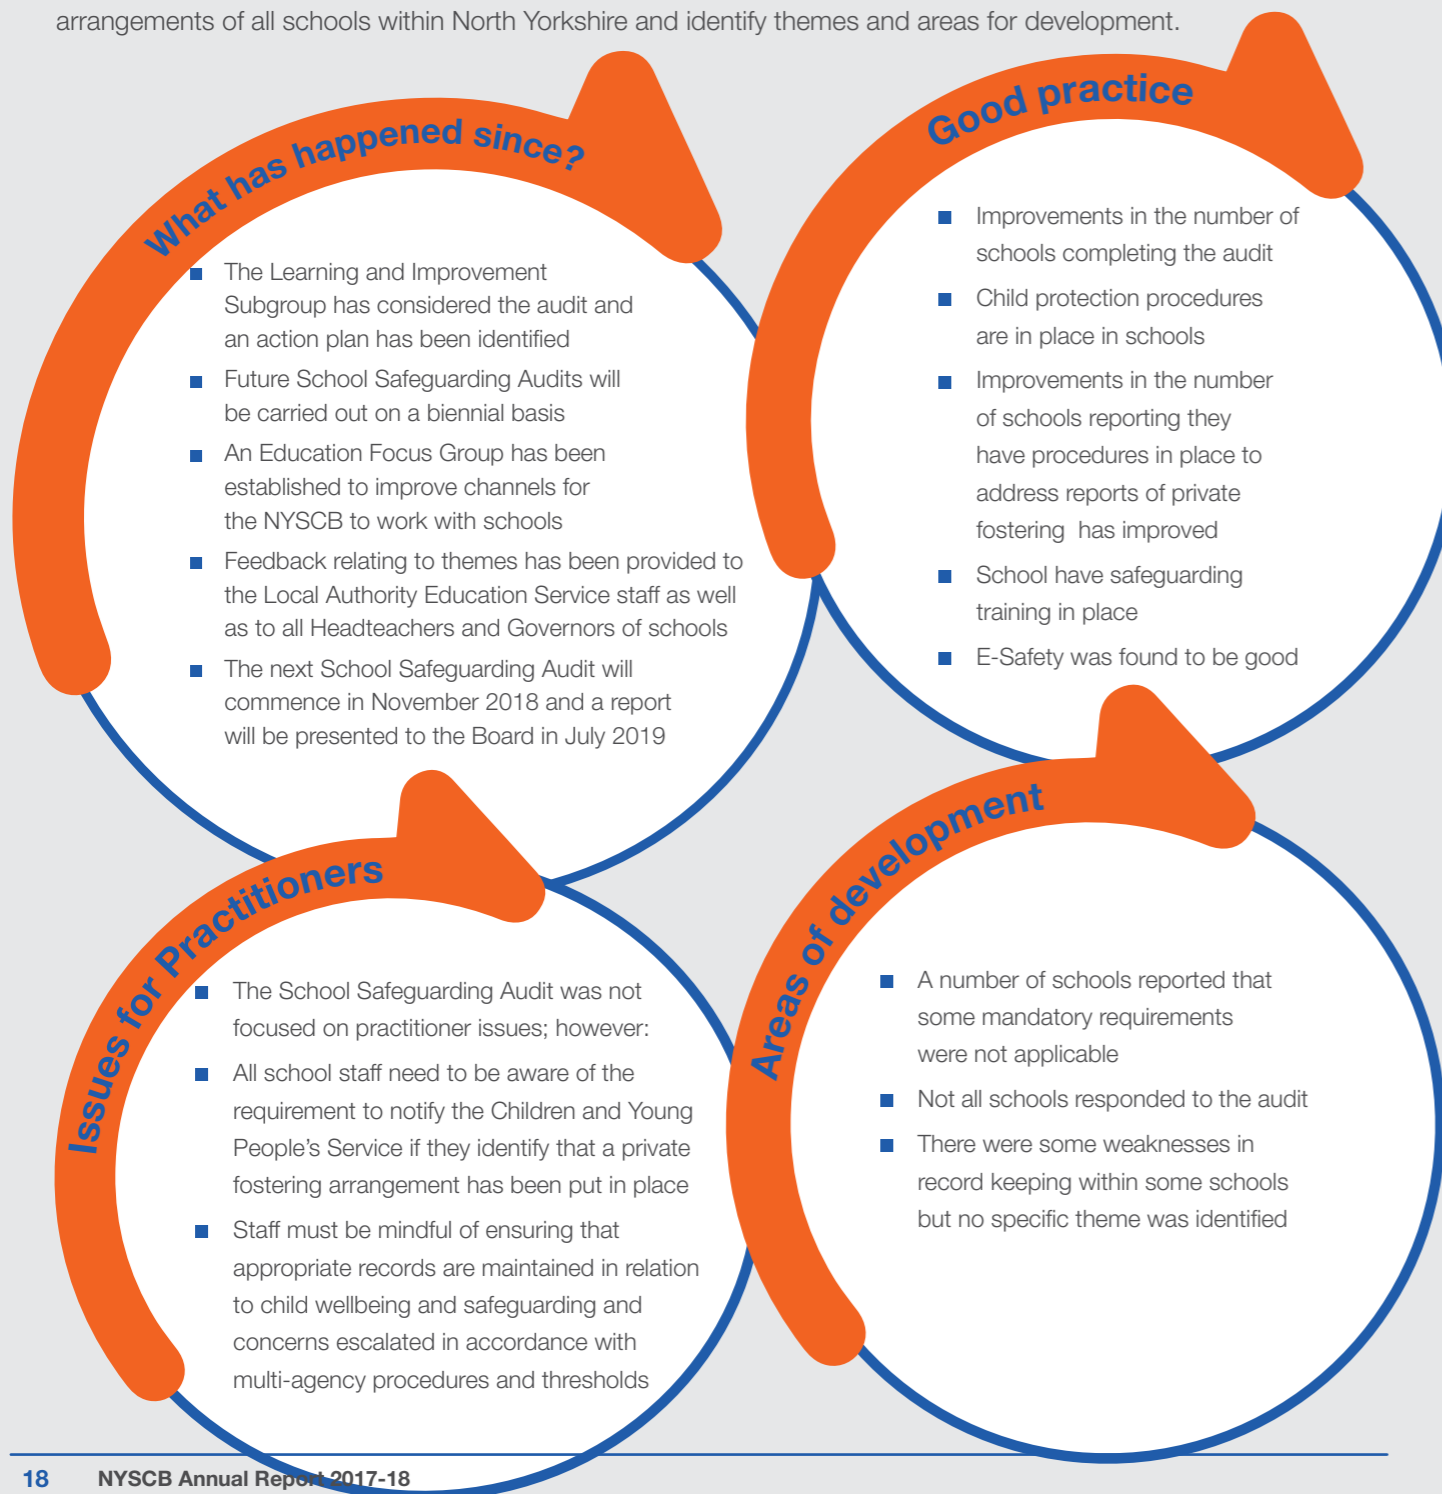 arrangements of all schools within North Yorkshire and identify themes and areas for development.
What has happened since?
■ The Learning and Improvement
Subgroup has considered the audit and
an action plan has been identified
■ Future School Safeguarding Audits will
be carried out on a biennial basis
■ An Education Focus Group has been
established to improve channels for
the NYSCB to work with schools
■ Feedback relating to themes has been provided to
the Local Authority Education Service staff as well
as to all Headteachers and Governors of schools
■ The next School Safeguarding Audit will
commence in November 2018 and a report
will be presented to the Board in July 2019
Good practice
■ Improvements in the number of
schools completing the audit
■ Child protection procedures
are in place in schools
■ Improvements in the number
of schools reporting they
have procedures in place to
address reports of private
fostering has improved
■ School have safeguarding
training in place
■ E-Safety was found to be good
Issues for Practitioners
■ The School Safeguarding Audit was not
focused on practitioner issues; however:
■ All school staff need to be aware of the
requirement to notify the Children and Young
People’s Service if they identify that a private
fostering arrangement has been put in place
■ Staff must be mindful of ensuring that
appropriate records are maintained in relation
to child wellbeing and safeguarding and
concerns escalated in accordance with
multi-agency procedures and thresholds
Areas of development
■ A number of schools reported that
some mandatory requirements
were not applicable
■ Not all schools responded to the audit
■ There were some weaknesses in
record keeping within some schools
but no specific theme was identified
18 NYSCB Annual Report 2017-18